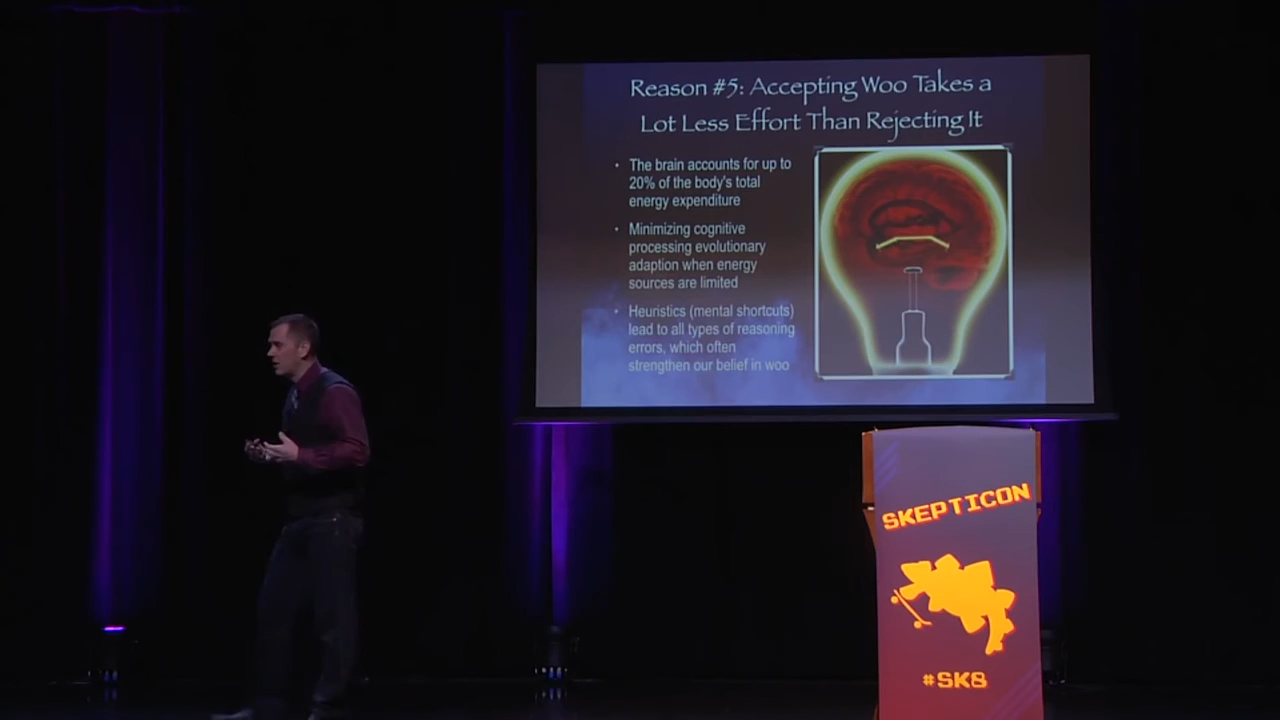 Reason #5: Accepting Woo Takes a
Lot Less Effort Than Rejecting It
• The brain accounts for up to
20% of the body's total
energy expenditure
• Minimizing cognitive
processing evolutionary
adaption when energy
sources are limited
• Heuristics (mental shortcuts)
lead to all types of reasoning
errors, which often
strengthen our belief in woo
SKEPTICON
#SK8